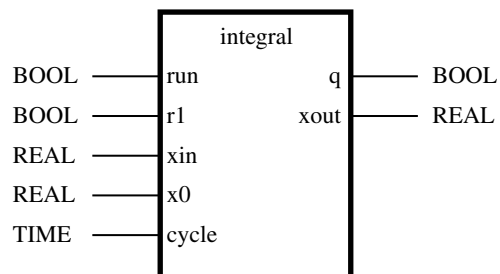 integral
BOOL run q BOOL
BOOL r1 xout REAL
REAL xin
REAL x0
TIME cycle